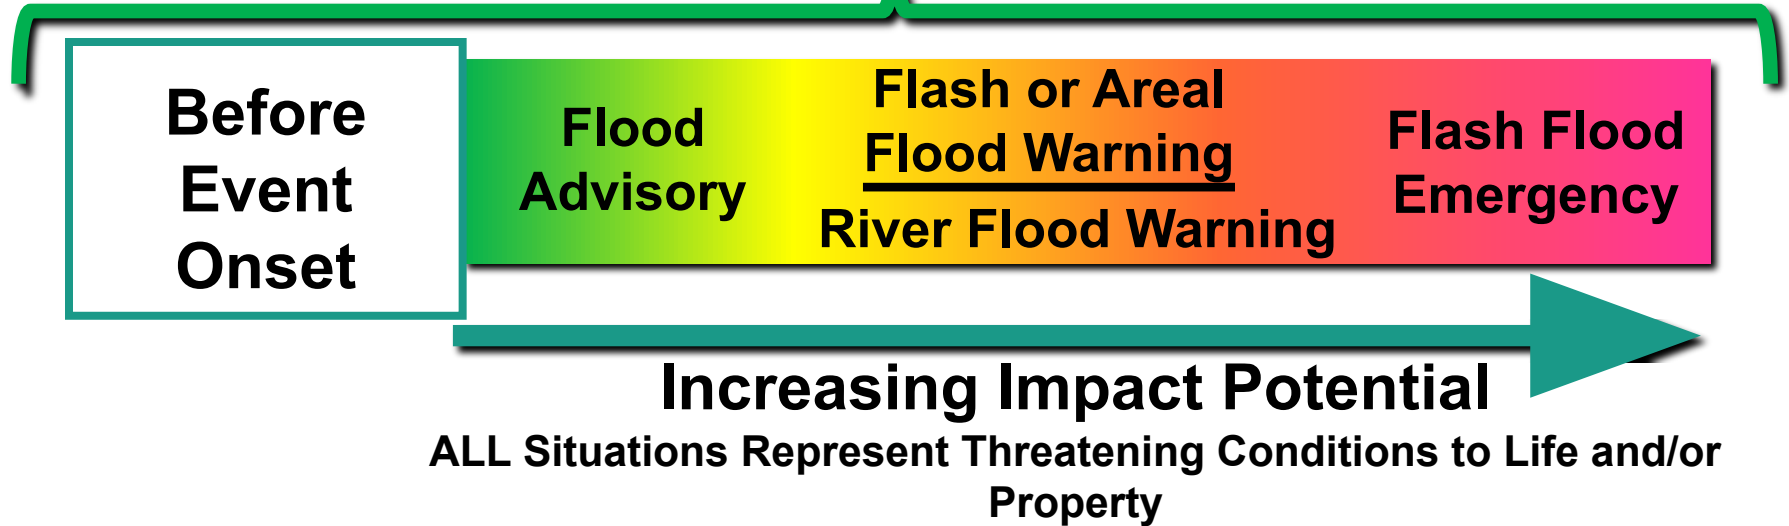 Before
Event
Onset
Flood
Advisory
Flash or Areal
Flood Warning
River Flood Warning
Flash Flood
Emergency
Increasing Impact Potential
ALL Situations Represent Threatening Conditions to Life and/or
Property